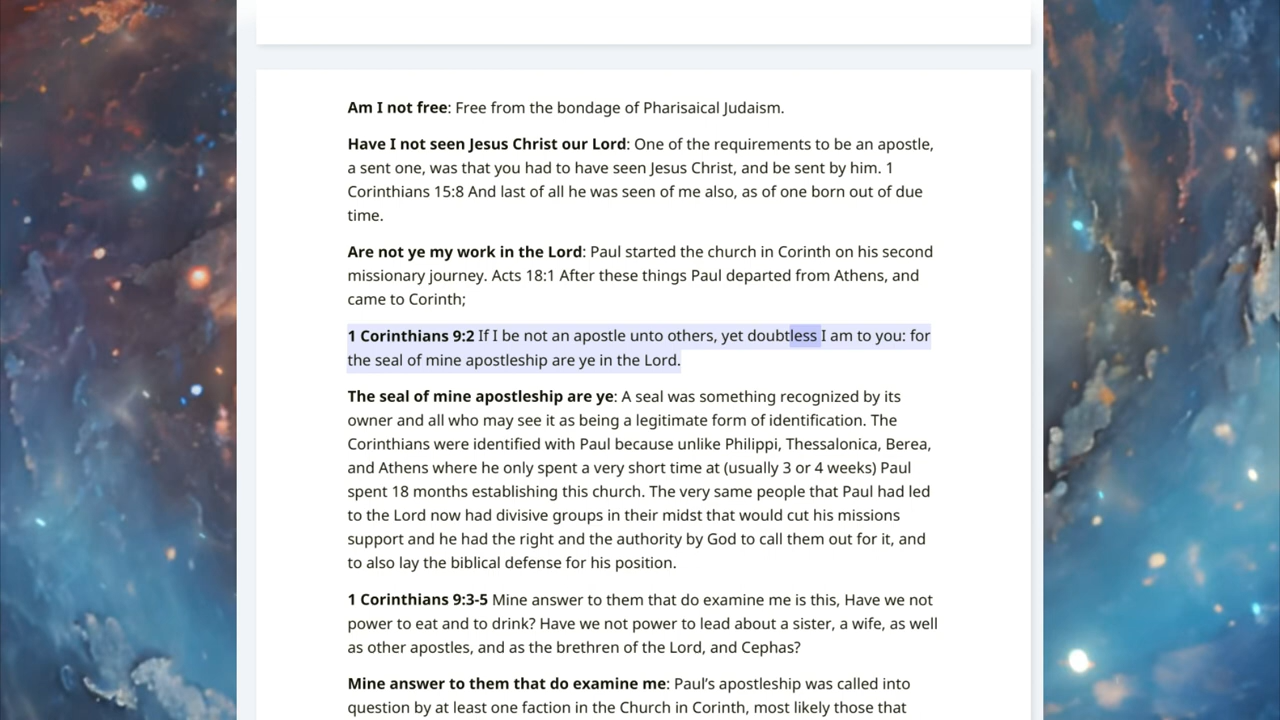 Am I not free: Free from the bondage of Pharisaical Judaism.
Have I not seen Jesus Christ our Lord: One of the requirements to be an apostle,
a sent one, was that you had to have seen Jesus Christ, and be sent by him. 1
Corinthians 15:8 And last of all he was seen of me also, as of one born out of due
time.
Are not ye my work in the Lord: Paul started the church in Corinth on his second
missionary journey. Acts 18:1 After these things Paul departed from Athens, and
came to Corinth;
1 Corinthians 9:2 If I be not an apostle unto others, yet doubtless I am to you: for
the seal of mine apostleship are ye in the Lord.
The seal of mine apostleship are ye: A seal was something recognized by its
owner and all who may see it as being a legitimate form of identification. The
Corinthians were identified with Paul because unlike Philippi, Thessalonica, Berea,
and Athens where he only spent a very short time at (usually 3 or 4 weeks) Paul
spent 18 months establishing this church. The very same people that Paul had led
to the Lord now had divisive groups in their midst that would cut his missions
support and he had the right and the authority by God to call them out for it, and
to also lay the biblical defense for his position.
1 Corinthians 9:3-5 Mine answer to them that do examine me is this, Have we not
power to eat and to drink? Have we not power to lead about a sister, a wife, as well
as other apostles, and as the brethren of the Lord, and Cephas?
Mine answer to them that do examine me: Paul’s apostleship was called into
question by at least one faction in the Church in Corinth, most likely those that